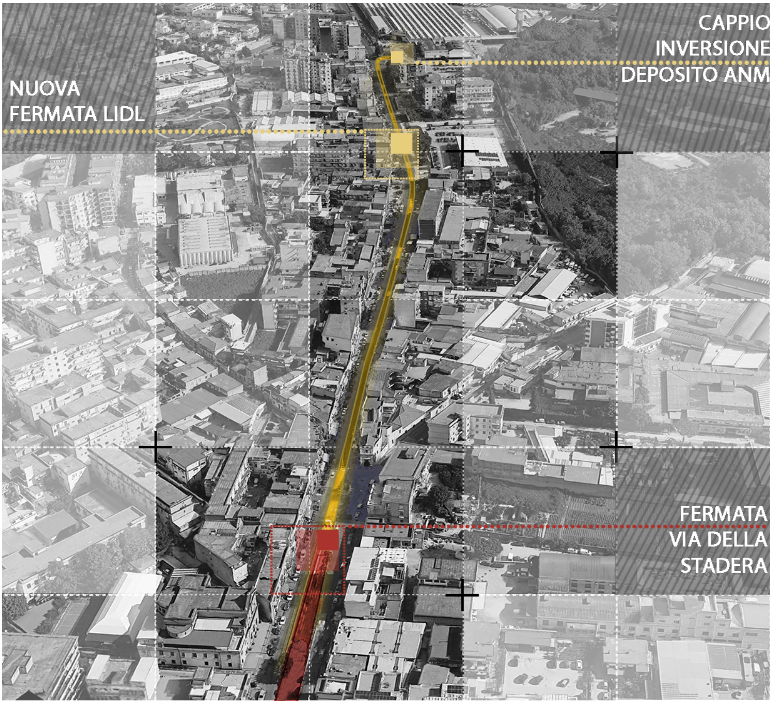 CAPPIO
INVERSIONE
DEPOSITO ANM
NUOVA
FERMATA LIDL
FERMATA
VIA DELLA
STADERA